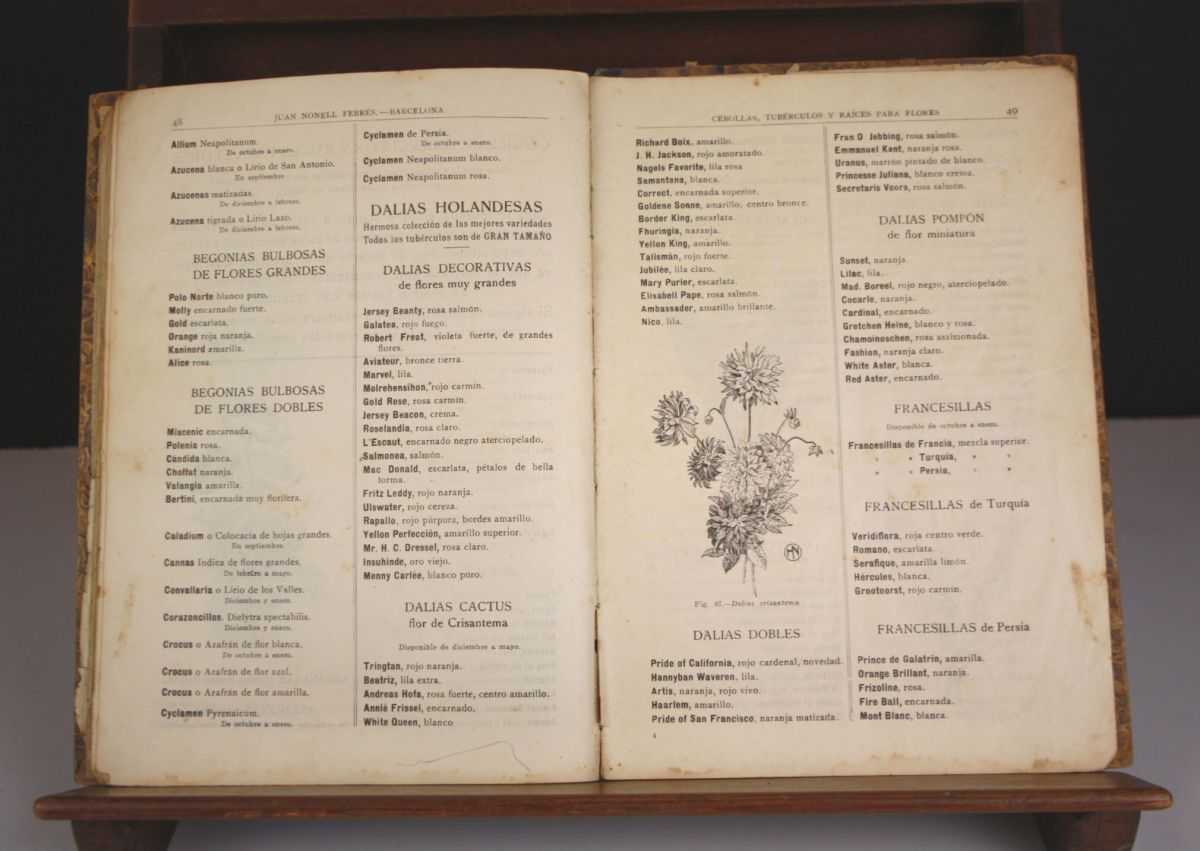 48
JUAN NONELL FEBRÉS.—BARCELONA
Allium Neapolitanum.
De octubre a enero.
Azucena blanca o Lirio de San Antonio.
En septiembre
Azucenas matizadas.
De diciembre a febrero.
Azucena tigrada o Lirio Lazo.
De diciembre a febrero.
BEGONIAS BULBOSAS
DE FLORES GRANDES
Polo Norte blanco puro.
Molly encarnado fuerte.
Gold escarlata.
Orange roja naranja.
Kaninord amarilla.
Alice rosa.
BEGONIAS BULBOSAS
DE FLORES DOBLES
Miscenic encarnada.
Polenia rosa.
Cándida blanca.
Choffat naranja.
Valangia amarilla.
Bertini, encarnada muy florífera.
Caladium o Colocacia de hojas grandes.
En septiembre.
Cannas Indica de flores grandes.
De febrero a mayo.
Convallaria o Lirio de los Valles.
Diciembre y enero.
Corazoncillos. Dielytra spectabilis.
Diciembre y enero.
Crocus o Azafrán de flor blanca.
De octubre a enero.
Crocus o Azafrán de flor azul.
Crocus o Azafrán de flor amarilla.
Cyclamen Pyrenaicum.
De octubre a enero.
Cyclamen de Persia.
De octubre a enero.
Cyclamen Neapolitanum blanco.
Cyclamen Neapolitanum rosa.
DALIAS HOLANDESAS
Hermosa colección de las mejores variedades
Todos los tubérculos son de GRAN TAMAÑO
DALIAS DECORATIVAS
de flores muy grandes
Jersey Beanty, rosa salmón.
Galatea, rojo fuego.
Robert Freat, violeta fuerte, de grandes
flores.
Aviateur, bronce tierra.
Marvel, lila.
Moirehensihon, rojo carmín.
Gold Rose, rosa carmín.
Jersey Beacon, crema.
Roselandia, rosa claro.
L'Escaut, encarnado negro aterciopelado.
Salmonea, salmón.
Mac Donald, escarlata, pétalos de bella
forma.
Fritz Leddy, rojo naranja.
Ulswater, rojo cereza.
Rapallo, rojo púrpura, bordes amarillo.
Yellon Perfección, amarillo superior.
Mr. H. C. Dressel, rosa claro.
Insuhinde, oro viejo.
Menny Carlée, blanco puro.
DALIAS CACTUS
flor de Crisantema
Disponible de diciembre a mayo.
Tringtan, rojo naranja.
Beatriz, lila extra.
Andreas Hofa, rosa fuerte, centro amarillo.
Annié Frissel, encarnado.
White Queen, blanco
CEBOLLAS, TUBÉRCULOS Y RAÍCES PARA FLORES
49
Richard Boix, amarillo.
J. H. Jackson, rojo amoratado.
Nagels Favorite, lila rosa
Samantana, blanca.
Correct, encarnada superior.
Goldene Sonne, amarillo, centro bronce.
Border King, escarlata.
Fhuringia, naranja.
Yellon King, amarillo.
Talismán, rojo fuerte.
Jubilée, lila claro.
Mary Purier, escarlata.
Elisabell Pape, rosa salmón.
Ambassader, amarillo brillante.
Nico, lila.
HN
Fig. 87.—Dalias crisantema
DALIAS DOBLES
Pride of California, rojo cardenal, novedad.
Hannyban Waveren, lila.
Artis, naranja, rojo vivo.
Haarlem, amarillo.
Pride of San Francisco, naranja matizada.
4
Fran D Jebbing, rosa salmón.
Emmanuel Kant, naranja rosa.
Uranus, marrón pintado de blanco.
Princesse Juliana, blanco crema.
Secretaris Voors, rosa salmón.
DALIAS POMPÓN
de flor miniatura
Sunset, naranja.
Lilac, lila.
Mad. Boreel, rojo negro, aterciopelado.
Cocarle, naranja.
Cardinal, encarnado.
Gretchen Heine, blanco y rosa.
Chamoinoschen, rosa asalmonada.
Fashion, naranja claro.
White Aster, blanca.
Red Aster, encarnado.
FRANCESILLAS
Disponible de octubre a enero.
Francesillas de Francia, mezcla superior.
» » Turquía, » »
» » Persia, » »
FRANCESILLAS de Turquía
Veridiflora, roja centro verde.
Romano, escarlata.
Serafique, amarilla limón.
Hércules, blanca.
Grootoorst, rojo carmín.
FRANCESILLAS de Persia
Prince de Galatrin, amarilla.
Orange Brillant, naranja.
Frizoline, rosa.
Fire Ball, encarnada.
Mont Blanc, blanca.